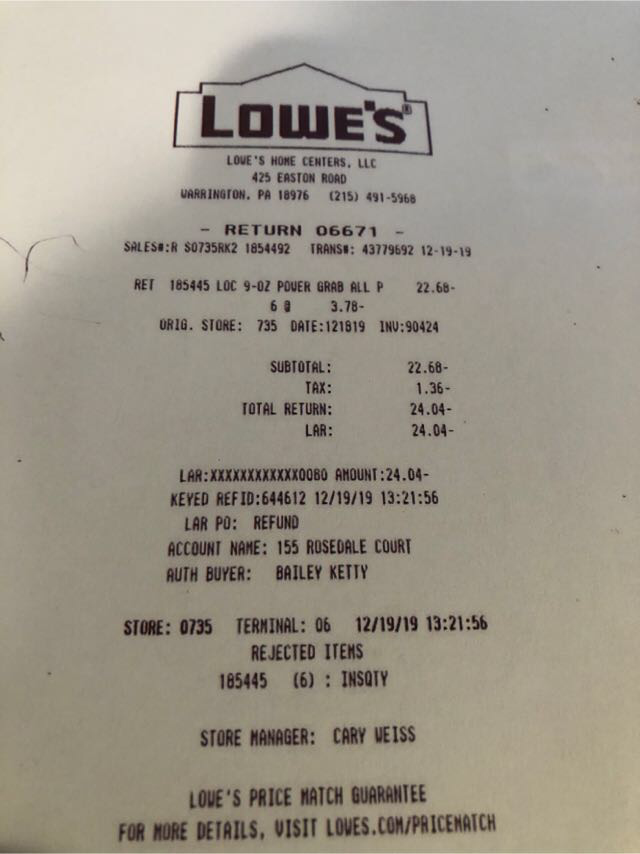 LOWE'S®
LOWE'S HOME CENTERS, LLC
425 EASTON ROAD
WARRINGTON, PA 18976 (215) 491-5968
- RETURN 06671 -
SALES#:R S0735RK2 1854492 TRANS#: 43779692 12-19-19
RET 185445 LOC 9-OZ POWER GRAB ALL P 22.68-
6 @ 3.78-
ORIG. STORE: 735 DATE:121819 INV:90424
SUBTOTAL: 22.68-
TAX: 1.36-
TOTAL RETURN: 24.04-
LAR: 24.04-
LAR:XXXXXXXXXXXX0080 AMOUNT:24.04-
KEYED REFID:644612 12/19/19 13:21:56
LAR PO: REFUND
ACCOUNT NAME: 155 ROSEDALE COURT
AUTH BUYER: BAILEY KETTY
STORE: 0735 TERMINAL: 06 12/19/19 13:21:56
REJECTED ITEMS
185445 (6) : INSQTY
STORE MANAGER: CARY WEISS
LOWE'S PRICE MATCH GUARANTEE
FOR MORE DETAILS, VISIT LOWES.COM/PRICEMATCH